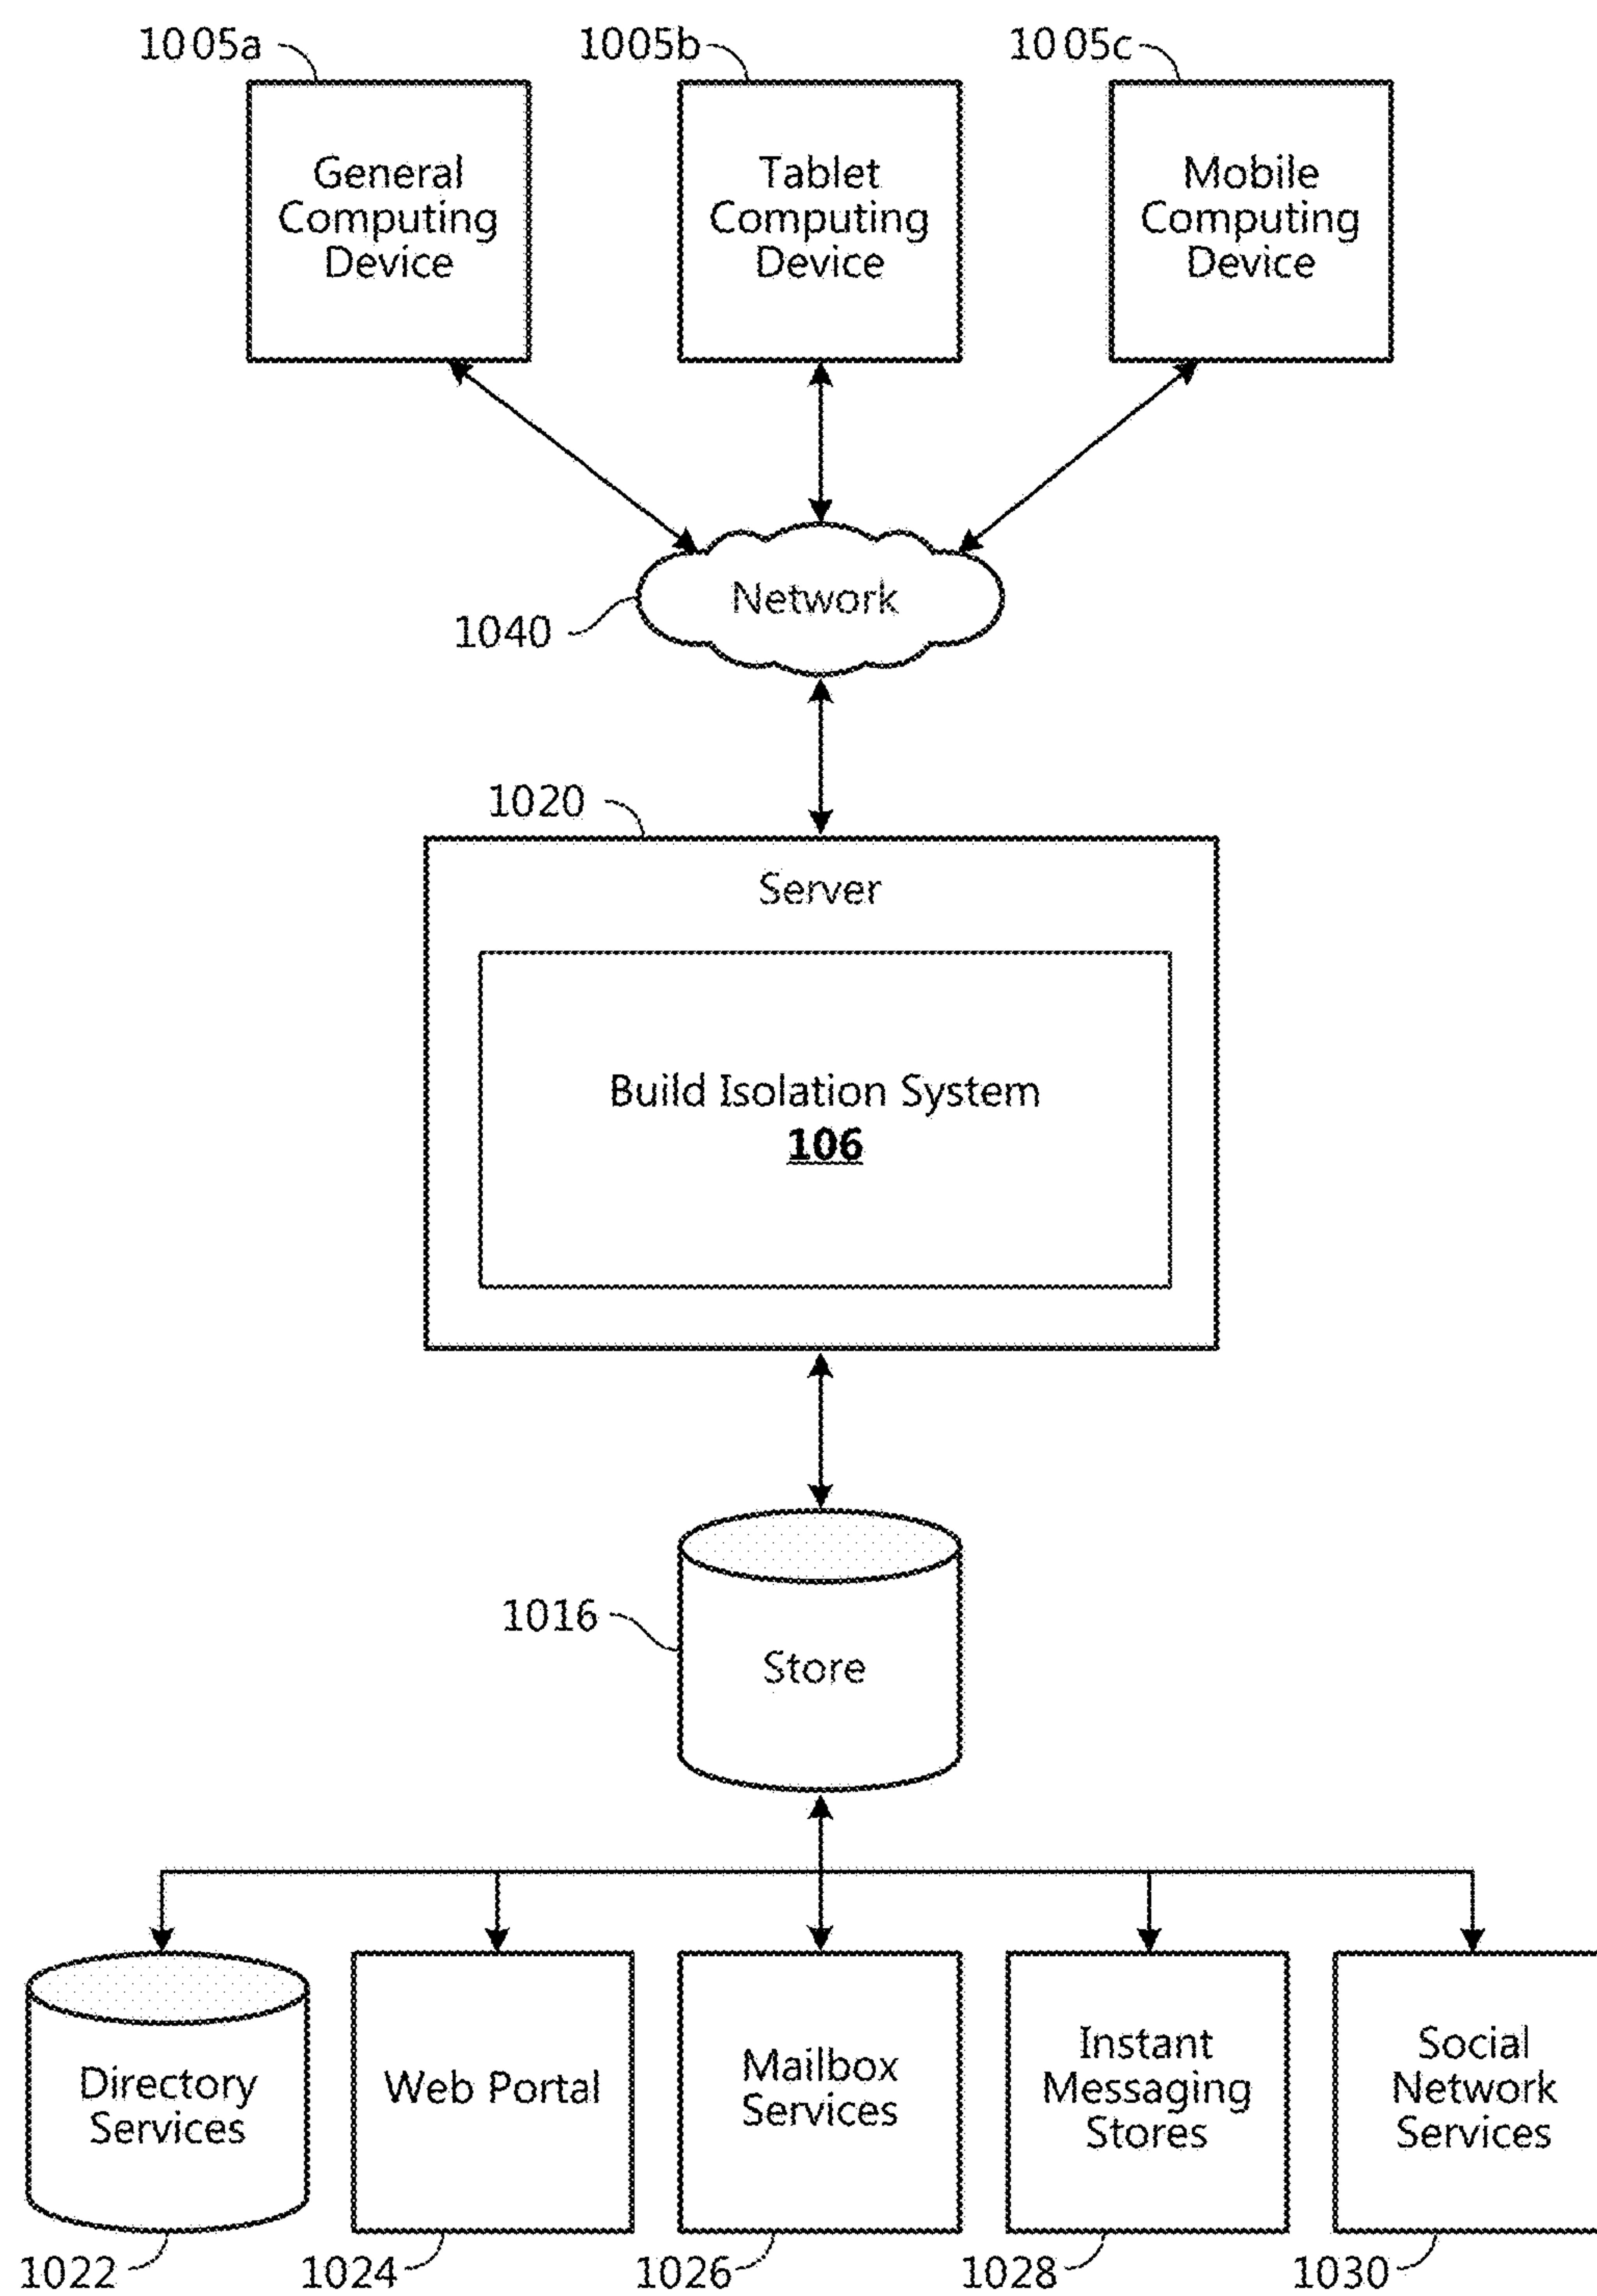 1005a
1005b
1005c
General
Computing
Device
Tablet
Computing
Device
Mobile
Computing
Device
Network
1040
1020
Server
Build Isolation System
106
1016
Store
Directory
Services
Web Portal
Mailbox
Services
Instant
Messaging
Stores
Social
Network
Services
1022
1024
1026
1028
1030